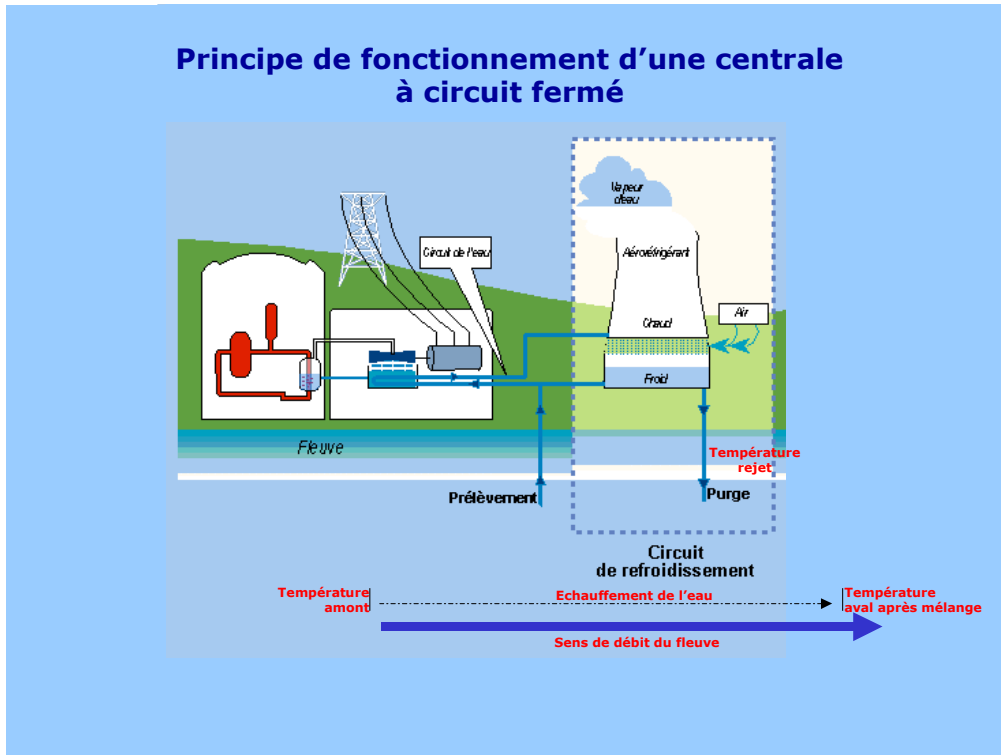 Principe de fonctionnement d’une centrale
à circuit fermé
Vapeur
d'eau
Circuit de l'eau
Aéroréfrigérant
Air
Chaud
Froid
Fleuve
Température
rejet
Prélèvement
Purge
Circuit
de refroidissement
Température
amont
Echauffement de l’eau
Température
aval après mélange
Sens de débit du fleuve